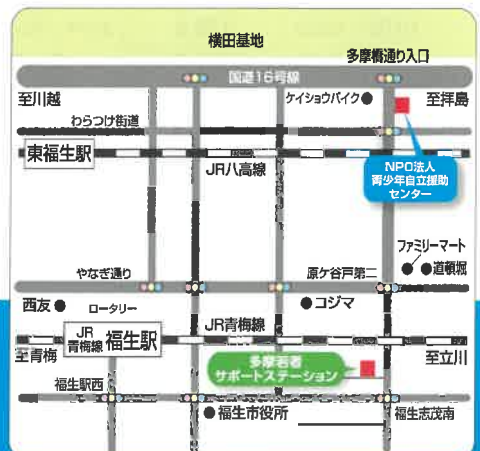 横田基地
多摩橋通り入口
国道16号線
至川越
ケイショウバイク
至拝島
わらつけ街道
東福生駅
JR八高線
NPO法人
青少年自立援助
センター
ファミリーマート
道頓堀
やなぎ通り
原ケ谷戸第二
西友
ロータリー
コジマ
JR
青梅線
福生駅
JR青梅線
至青梅
多摩若者
サポートステーション
至立川
福生駅西
福生市役所
福生志茂南